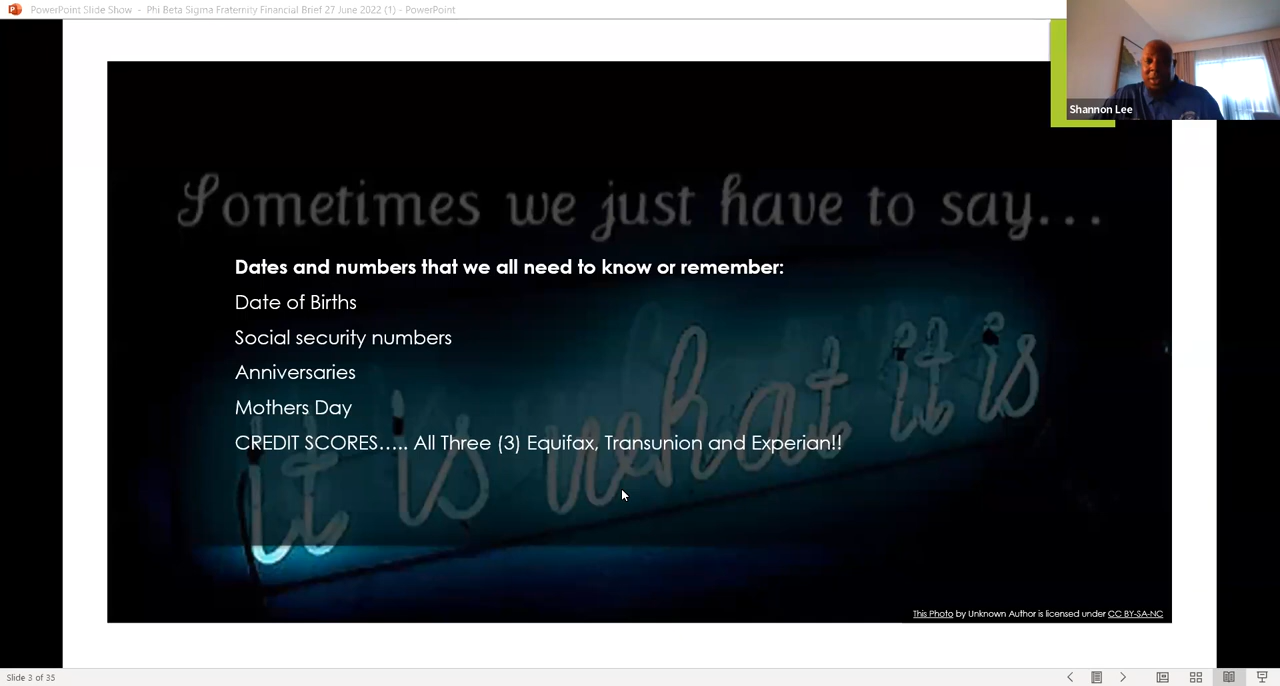 PowerPoint Slide Show - Phi Beta Sigma Fraternity Financial Brief 27 June 2022 (1) - PowerPoint
Shannon Lee
Sometimes we just have to say...
Dates and numbers that we all need to know or remember:
Date of Births
Social security numbers
Anniversaries
Mothers Day
CREDIT SCORES..... All Three (3) Equifax, Transunion and Experian!!
it is what it is
This Photo by Unknown Author is licensed under CC BY-SA-NC
Slide 3 of 35